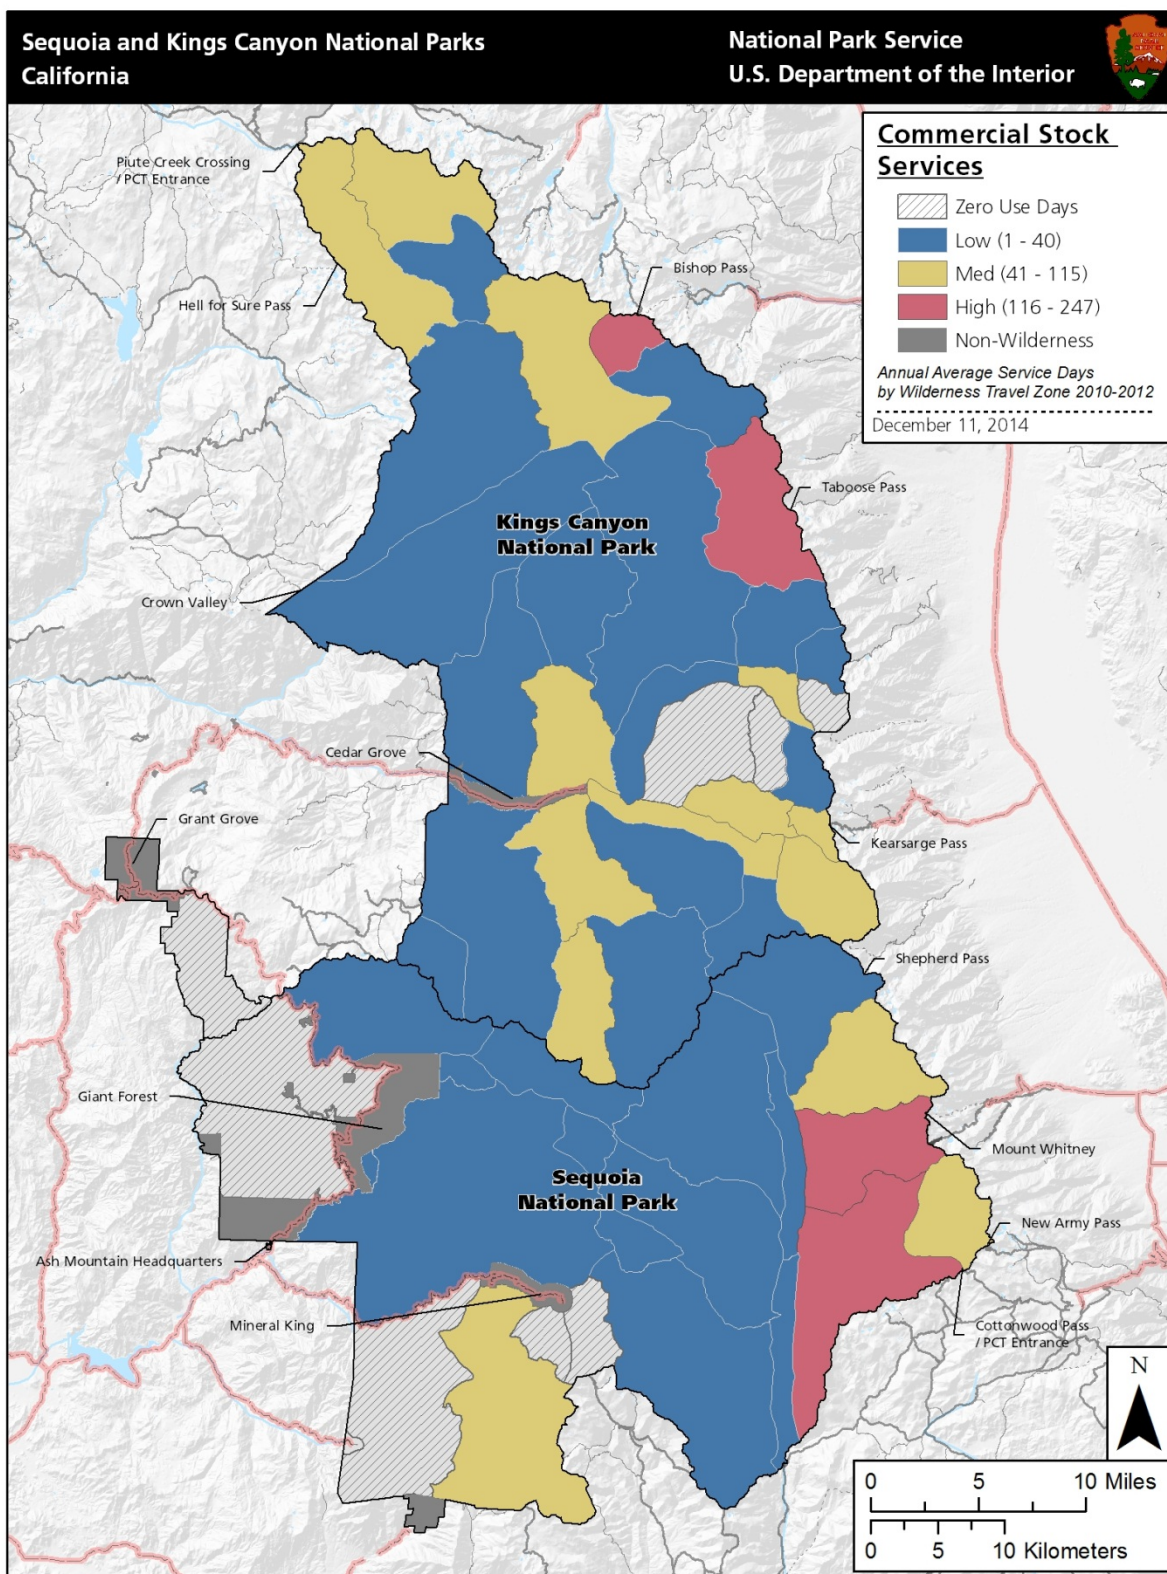 Sequoia and Kings Canyon National Parks
California
National Park Service
U.S. Department of the Interior
Commercial Stock
Services
Zero Use Days
Low (1 - 40)
Med (41 - 115)
High (116 - 247)
Non-Wilderness
Annual Average Service Days
by Wilderness Travel Zone 2010-2012
December 11, 2014
Piute Creek Crossing
/ PCT Entrance
Hell for Sure Pass
Bishop Pass
Taboose Pass
Kings Canyon
National Park
Crown Valley
Cedar Grove
Grant Grove
Kearsarge Pass
Shepherd Pass
Giant Forest
Mount Whitney
Sequoia
National Park
New Army Pass
Ash Mountain Headquarters
Mineral King
Cottonwood Pass
/ PCT Entrance
N
0 5 10 Miles
0 5 10 Kilometers